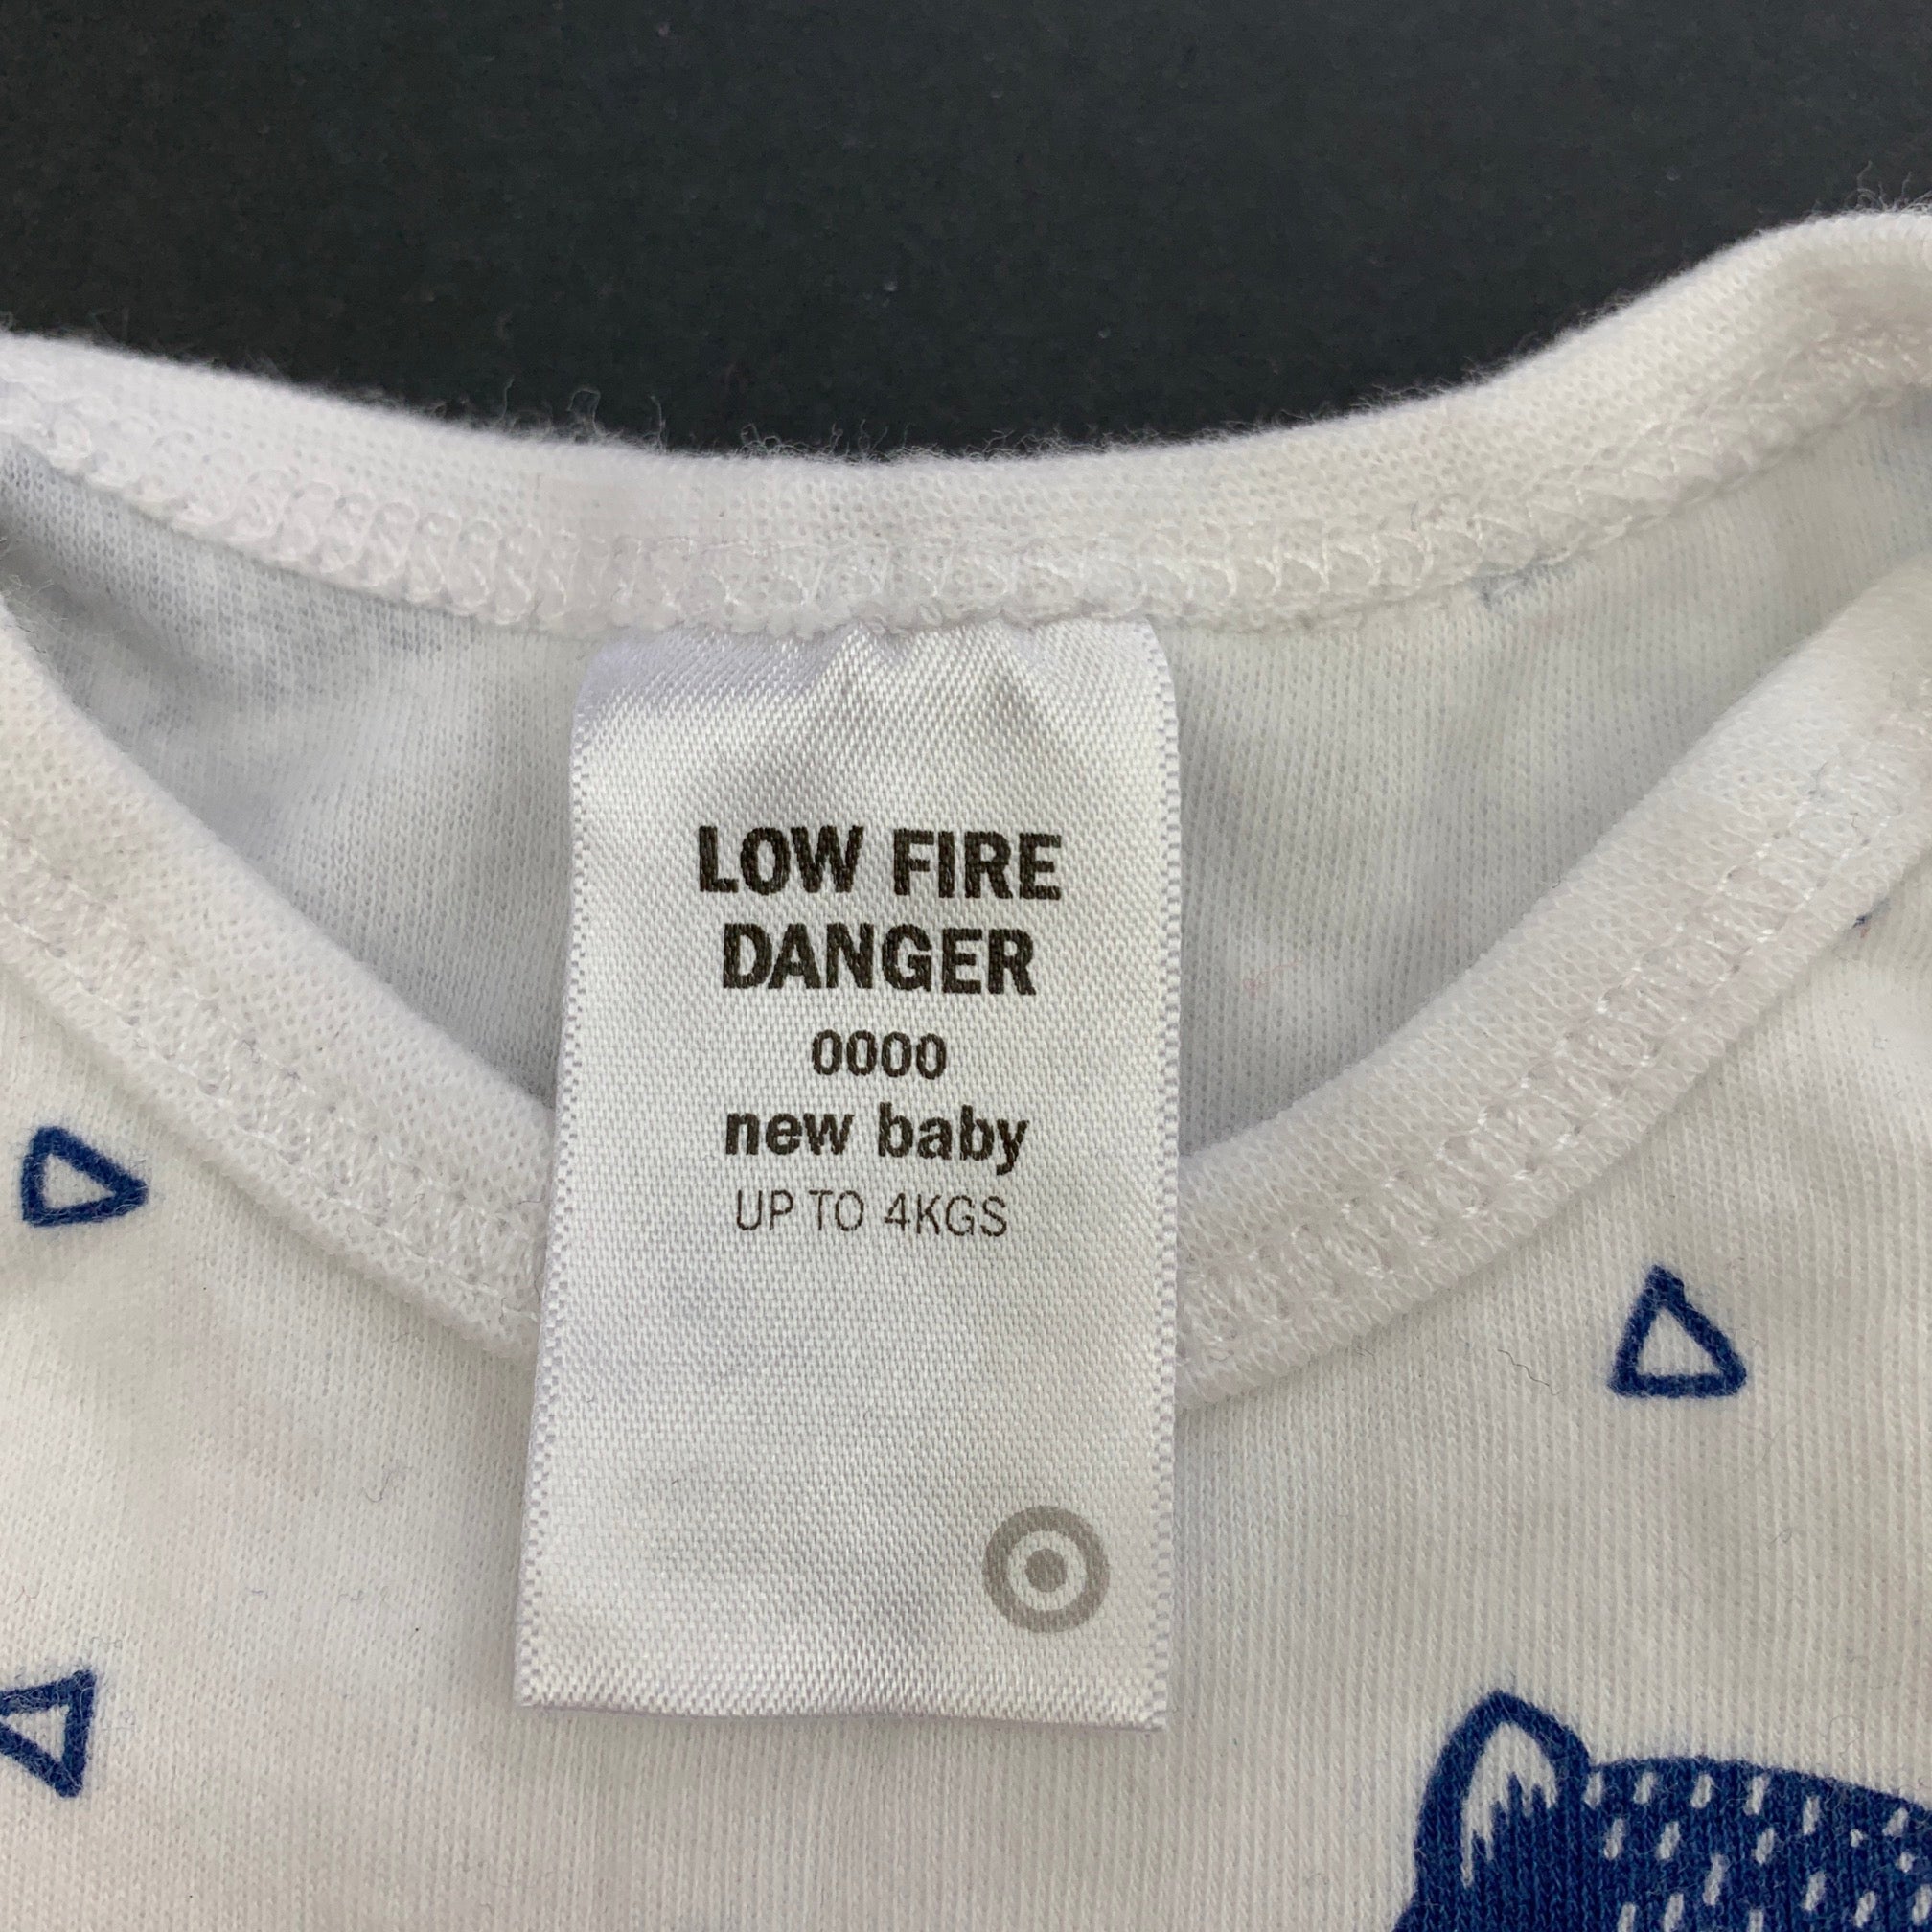 LOW FIRE
DANGER
0000
new baby
UP TO 4KGS